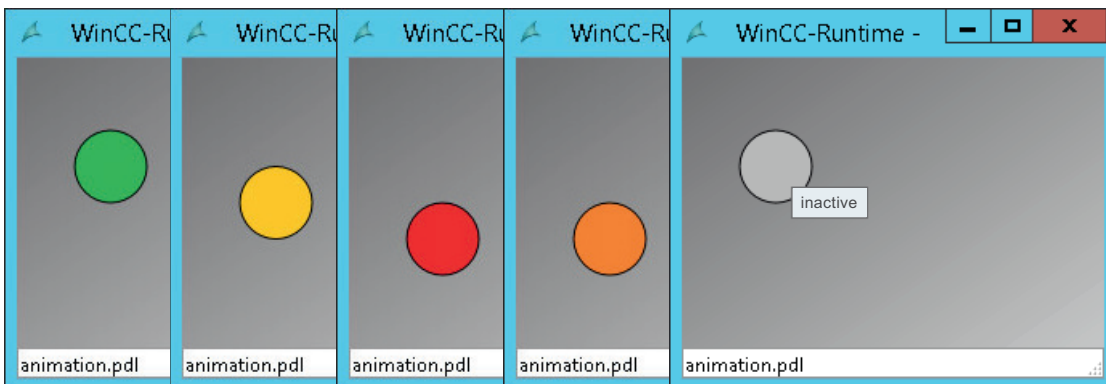 WinCC-Ru WinCC-Ru WinCC-Ru WinCC-Ru WinCC-Runtime -
inactive
animation.pdl animation.pdl animation.pdl animation.pdl animation.pdl